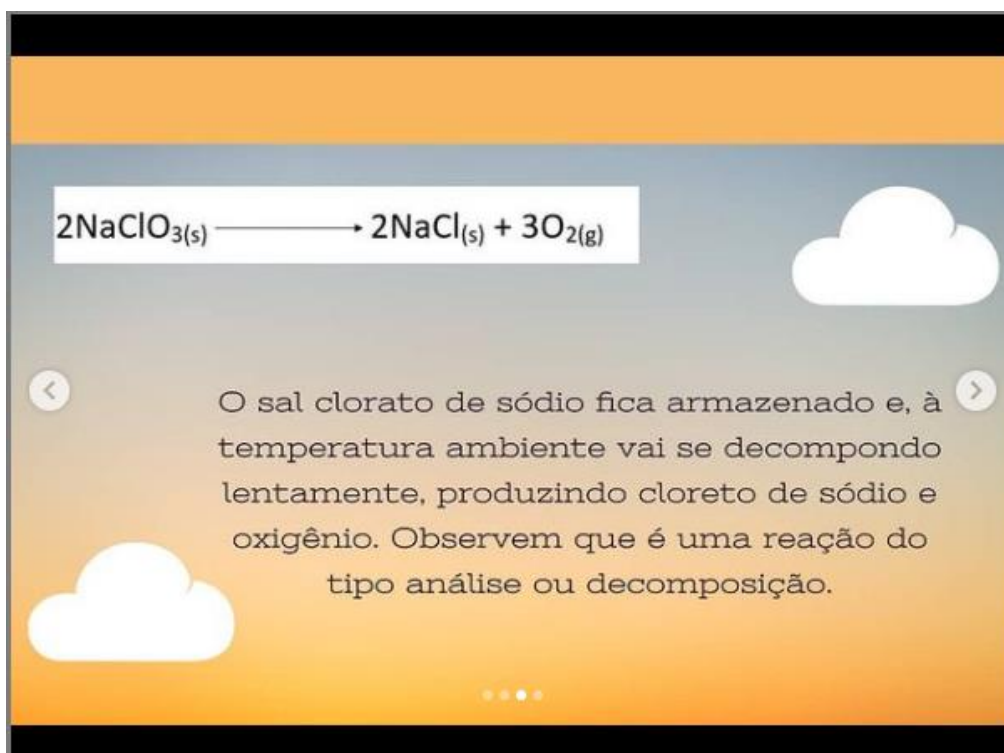 2NaClO₃(s) ⟶ 2NaCl(s) + 3O₂(g)
O sal clorato de sódio fica armazenado e, à
temperatura ambiente vai se decompondo
lentamente, produzindo cloreto de sódio e
oxigênio. Observem que é uma reação do
tipo análise ou decomposição.